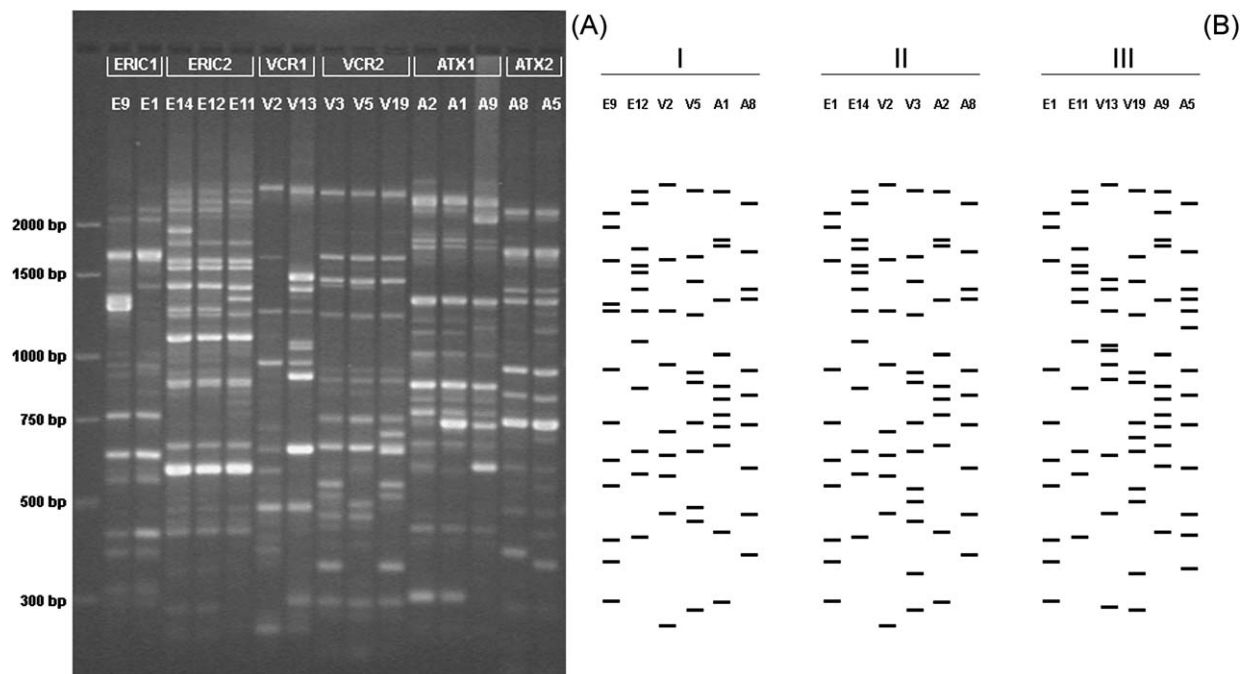 (A)
(B)
I II III
ERIC1 ERIC2 VCR1 VCR2 ATX1 ATX2
E9 E1 E14 E12 E11 V2 V13 V3 V5 V19 A2 A1 A9 A8 A5
E9 E12 V2 V5 A1 A8
E1 E14 V2 V3 A2 A8
E1 E11 V13 V19 A9 A5
2000 bp
1500 bp
1000 bp
750 bp
500 bp
300 bp